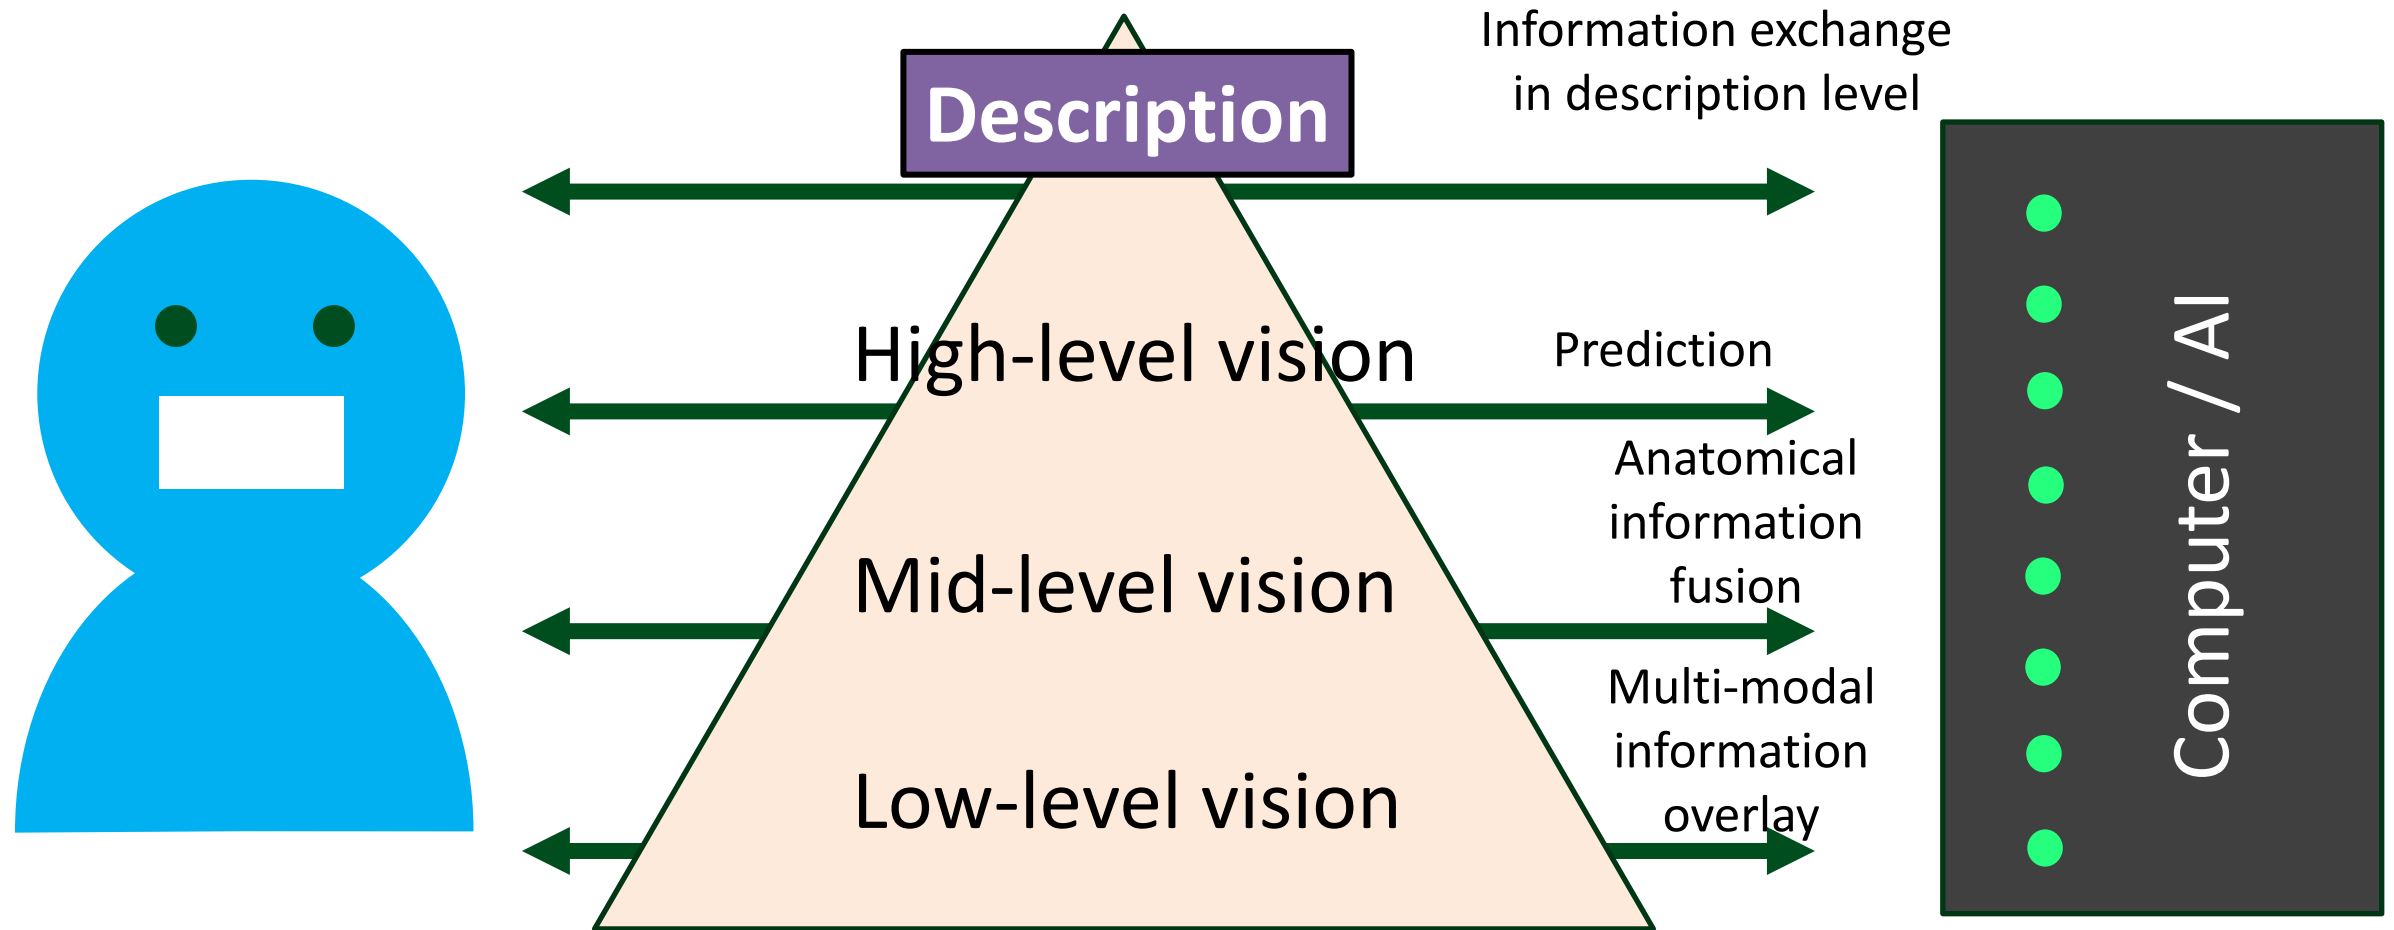 Information exchange
in description level
Description
High-level vision
Prediction
Anatomical
information
fusion
Mid-level vision
Multi-modal
information
overlay
Low-level vision
Computer / AI